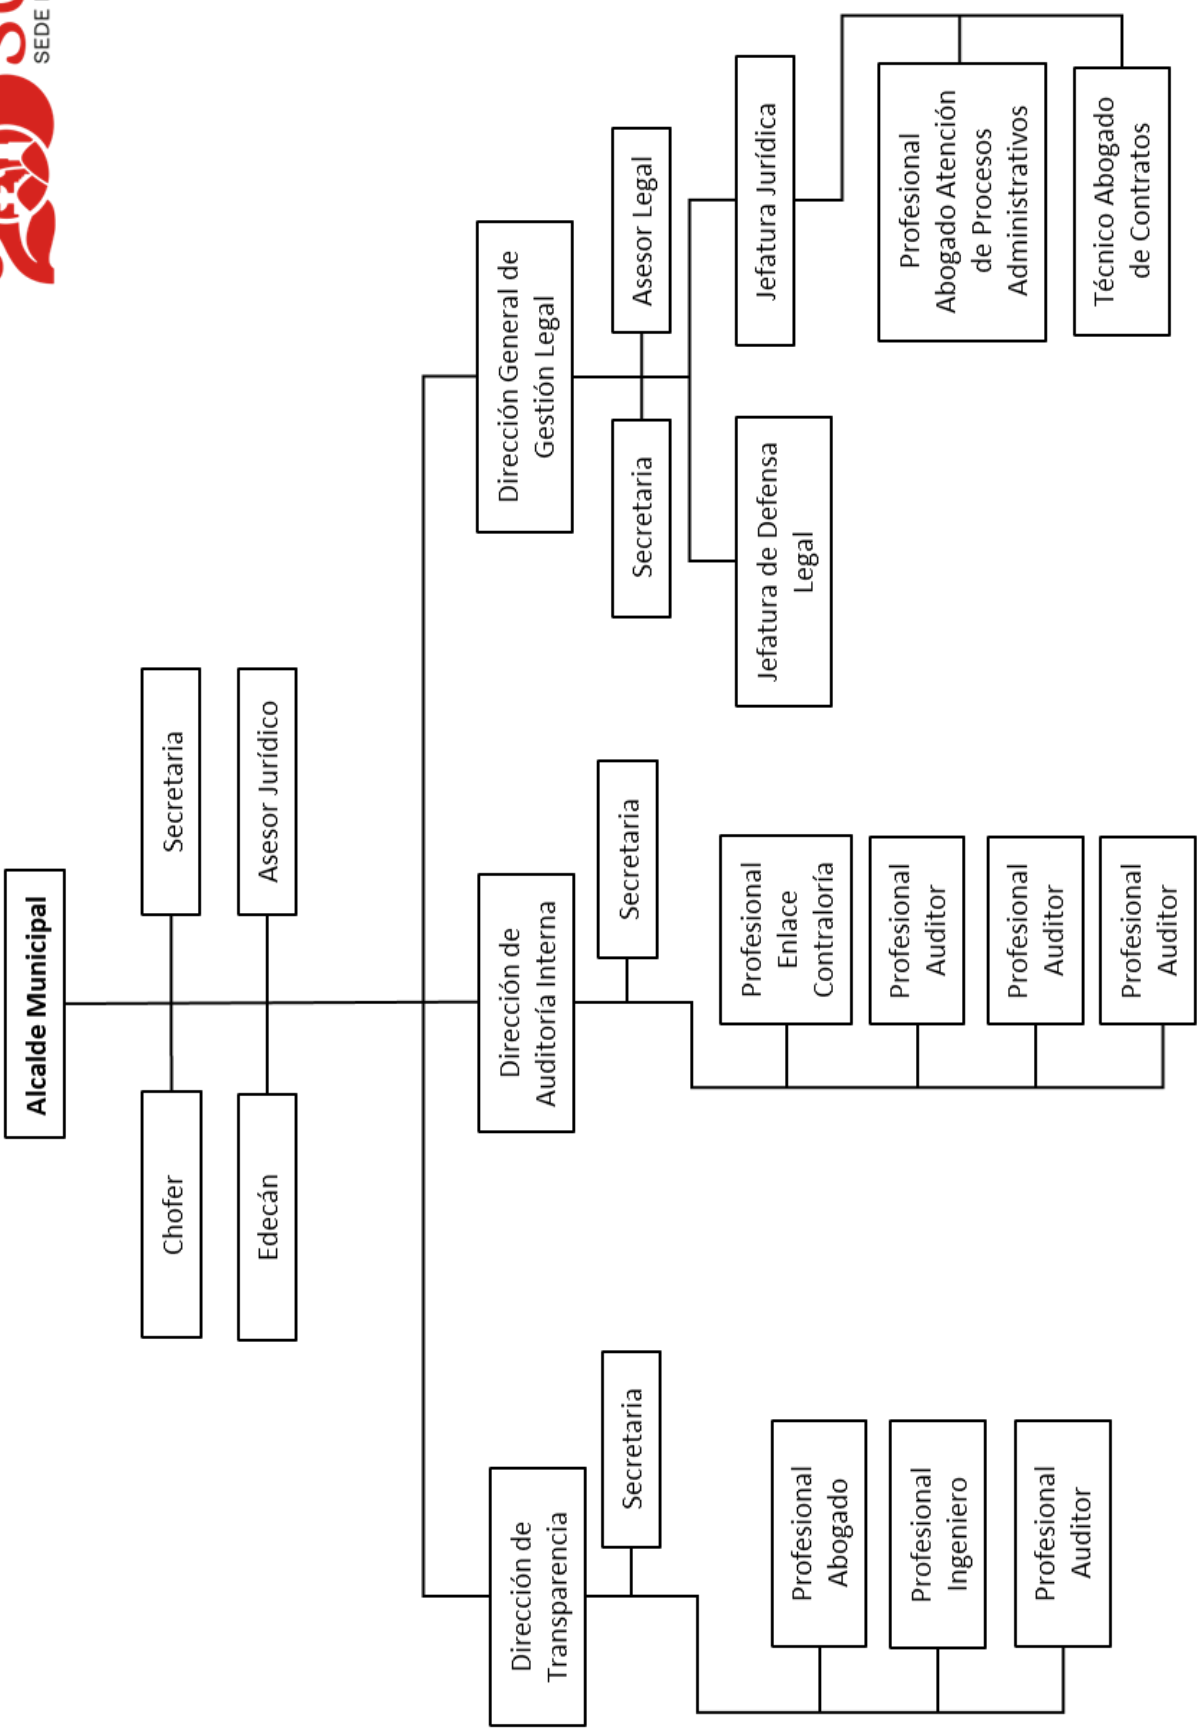 SEDE
Alcalde Municipal
Chofer
Secretaria
Edecán
Asesor Jurídico
Dirección de
Transparencia
Secretaria
Profesional
Abogado
Profesional
Ingeniero
Profesional
Auditor
Dirección de
Auditoría Interna
Secretaria
Profesional
Enlace
Contraloría
Profesional
Auditor
Profesional
Auditor
Profesional
Auditor
Dirección General de
Gestión Legal
Secretaria
Asesor Legal
Jefatura de Defensa
Legal
Jefatura Jurídica
Profesional
Abogado Atención
de Procesos
Administrativos
Técnico Abogado
de Contratos